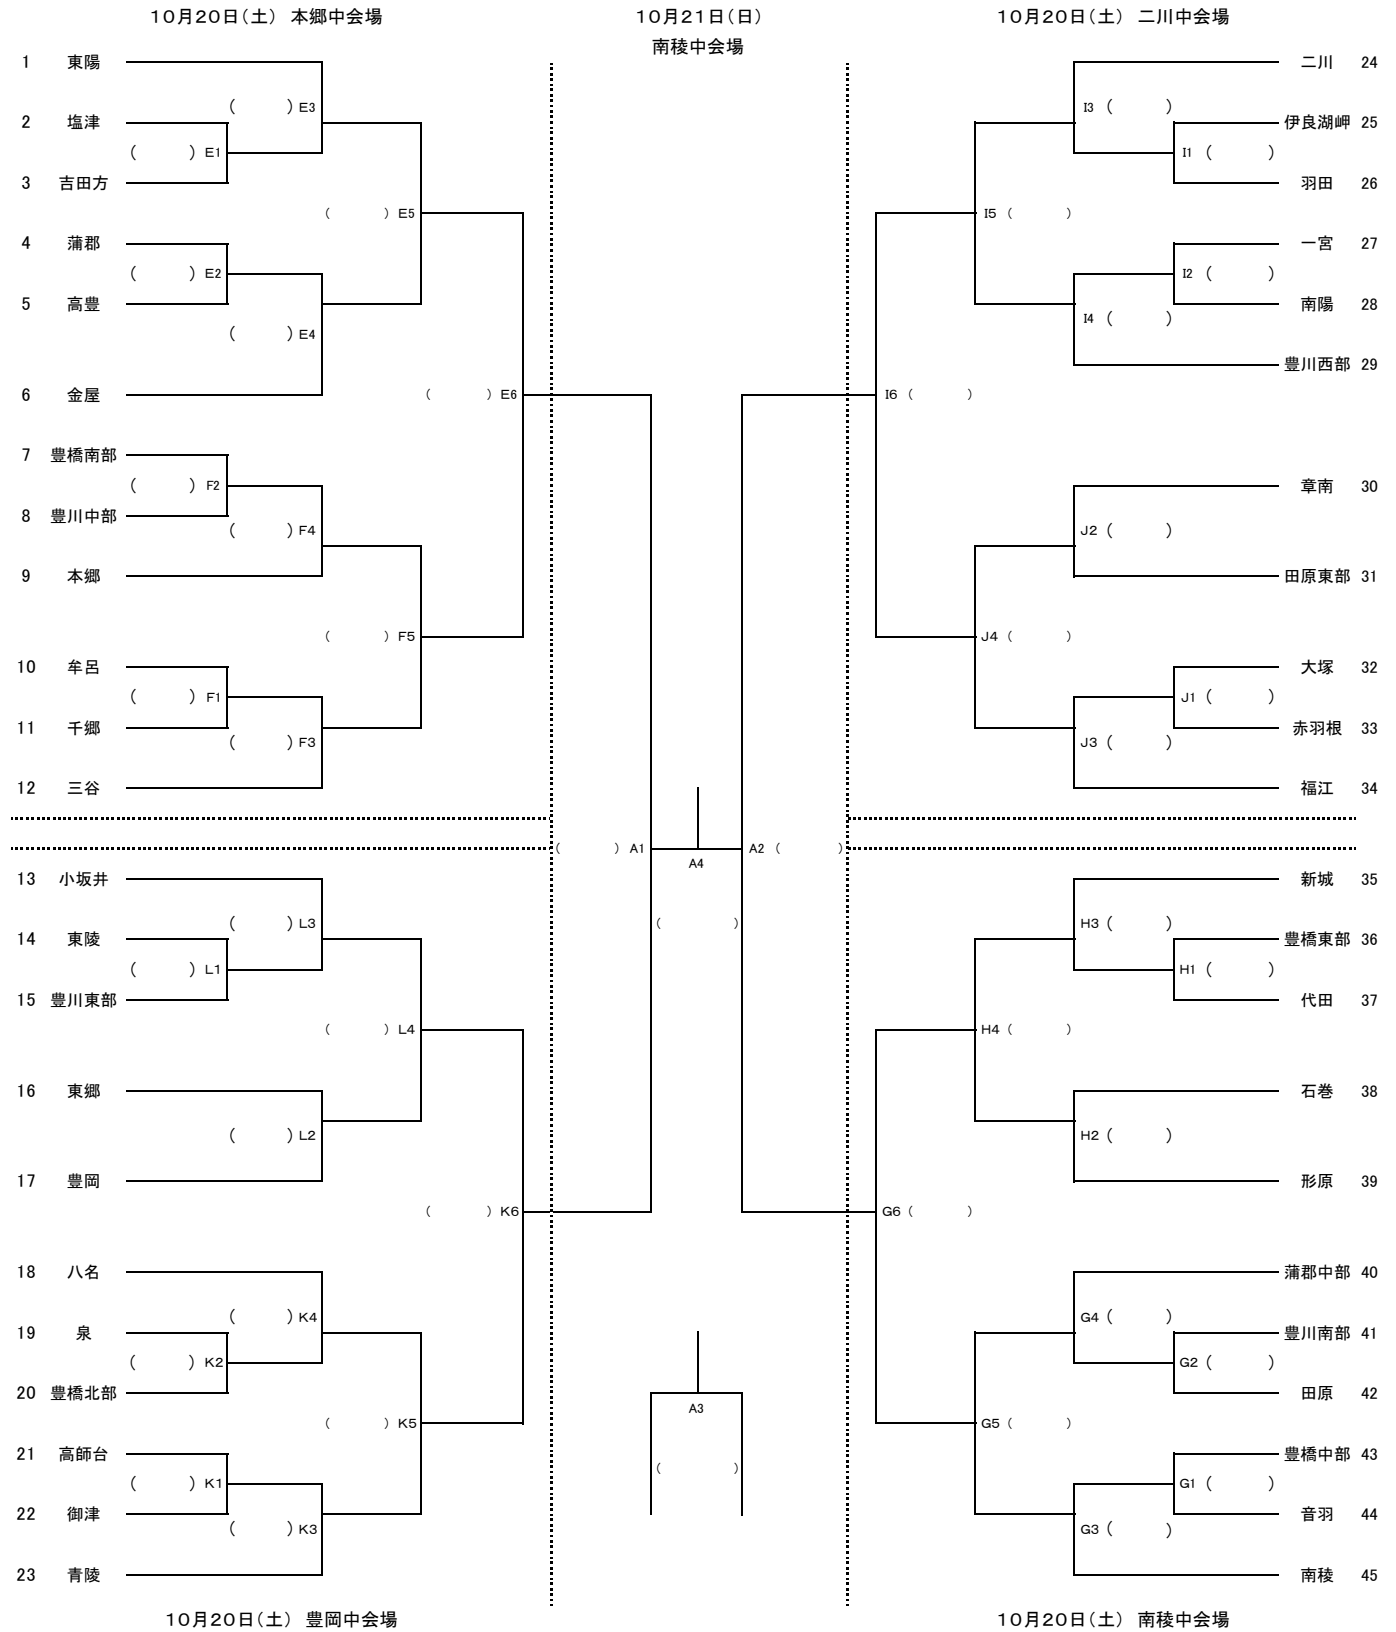 10月20日(土) 本郷中会場
10月21日(日)
南稜中会場
10月20日(土) 二川中会場
1 東陽
( ) E3
2 塩津
( ) E1
3 吉田方
( ) E5
4 蒲郡
( ) E2
5 高豊
( ) E4
6 金屋
( ) E6
7 豊橋南部
( ) F2
8 豊川中部
( ) F4
9 本郷
( ) F5
10 牟呂
( ) F1
11 千郷
( ) F3
12 三谷
13 小坂井
( ) L3
14 東陵
( ) L1
15 豊川東部
( ) L4
16 東郷
( ) L2
17 豊岡
( ) K6
18 八名
( ) K4
19 泉
( ) K2
20 豊橋北部
( ) K5
21 高師台
( ) K1
22 御津
( ) K3
23 青陵
10月20日(土) 豊岡中会場
( ) A1
A4
( )
A2 ( )
A3
( )
二川 24
I3 ( )
伊良湖岬 25
I1 ( )
羽田 26
I5 ( )
一宮 27
I2 ( )
南陽 28
I4 ( )
豊川西部 29
I6 ( )
章南 30
J2 ( )
田原東部 31
J4 ( )
大塚 32
J1 ( )
赤羽根 33
J3 ( )
福江 34
新城 35
H3 ( )
豊橋東部 36
H1 ( )
代田 37
H4 ( )
石巻 38
H2 ( )
形原 39
G6 ( )
蒲郡中部 40
G4 ( )
豊川南部 41
G2 ( )
田原 42
G5 ( )
豊橋中部 43
G1 ( )
音羽 44
G3 ( )
南稜 45
10月20日(土) 南稜中会場